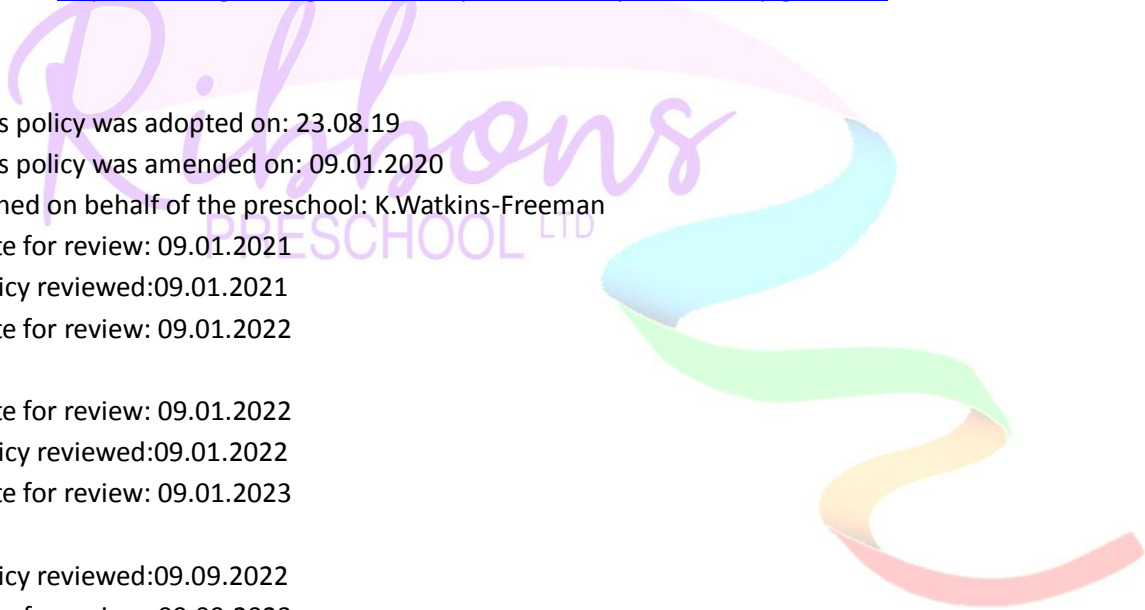 Ribbons
PRESCHOOL LTD
s policy was adopted on: 23.08.19
s policy was amended on: 09.01.2020
ned on behalf of the preschool: K.Watkins-Freeman
te for review: 09.01.2021
icy reviewed:09.01.2021
te for review: 09.01.2022
te for review: 09.01.2022
icy reviewed:09.01.2022
te for review: 09.01.2023
icy reviewed:09.09.2022